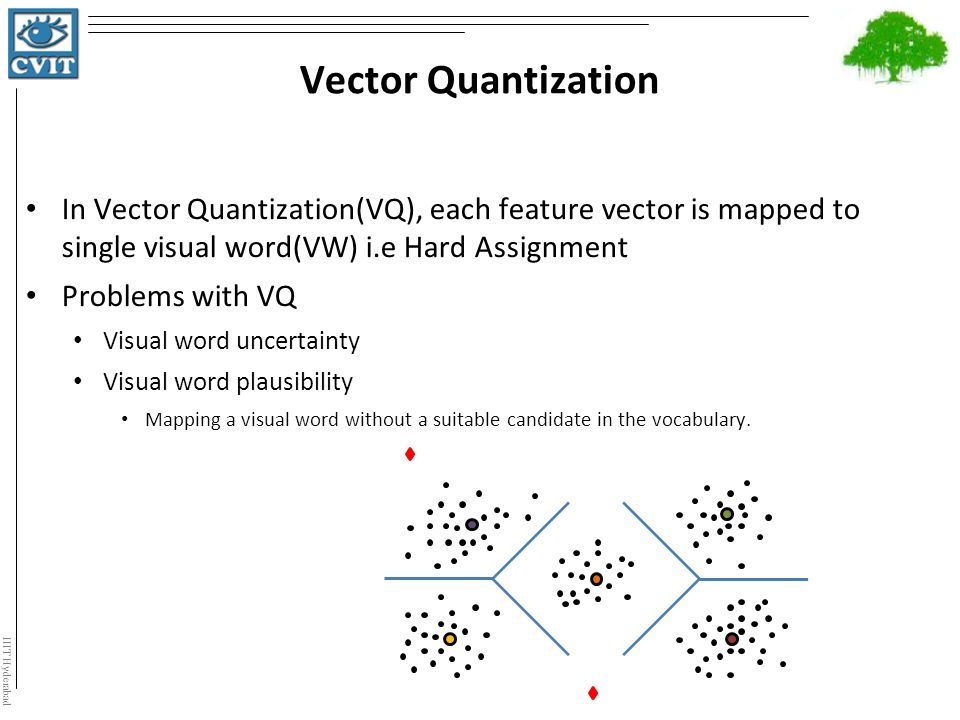 CVIT
Vector Quantization
• In Vector Quantization(VQ), each feature vector is mapped to
single visual word(VW) i.e Hard Assignment
• Problems with VQ
• Visual word uncertainty
• Visual word plausibility
• Mapping a visual word without a suitable candidate in the vocabulary.
IIIT Hyderabad